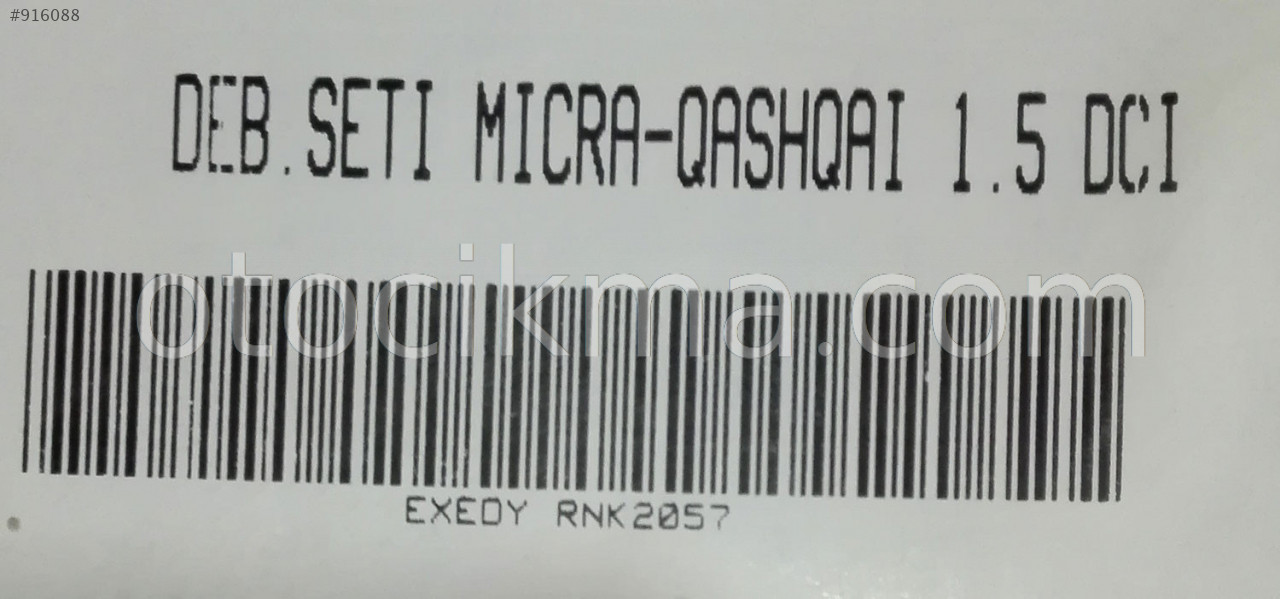 #916088
DEB.SETI MICRA-QASHQAI 1.5 DCI
otocikma.com
EXEDY RNK2057